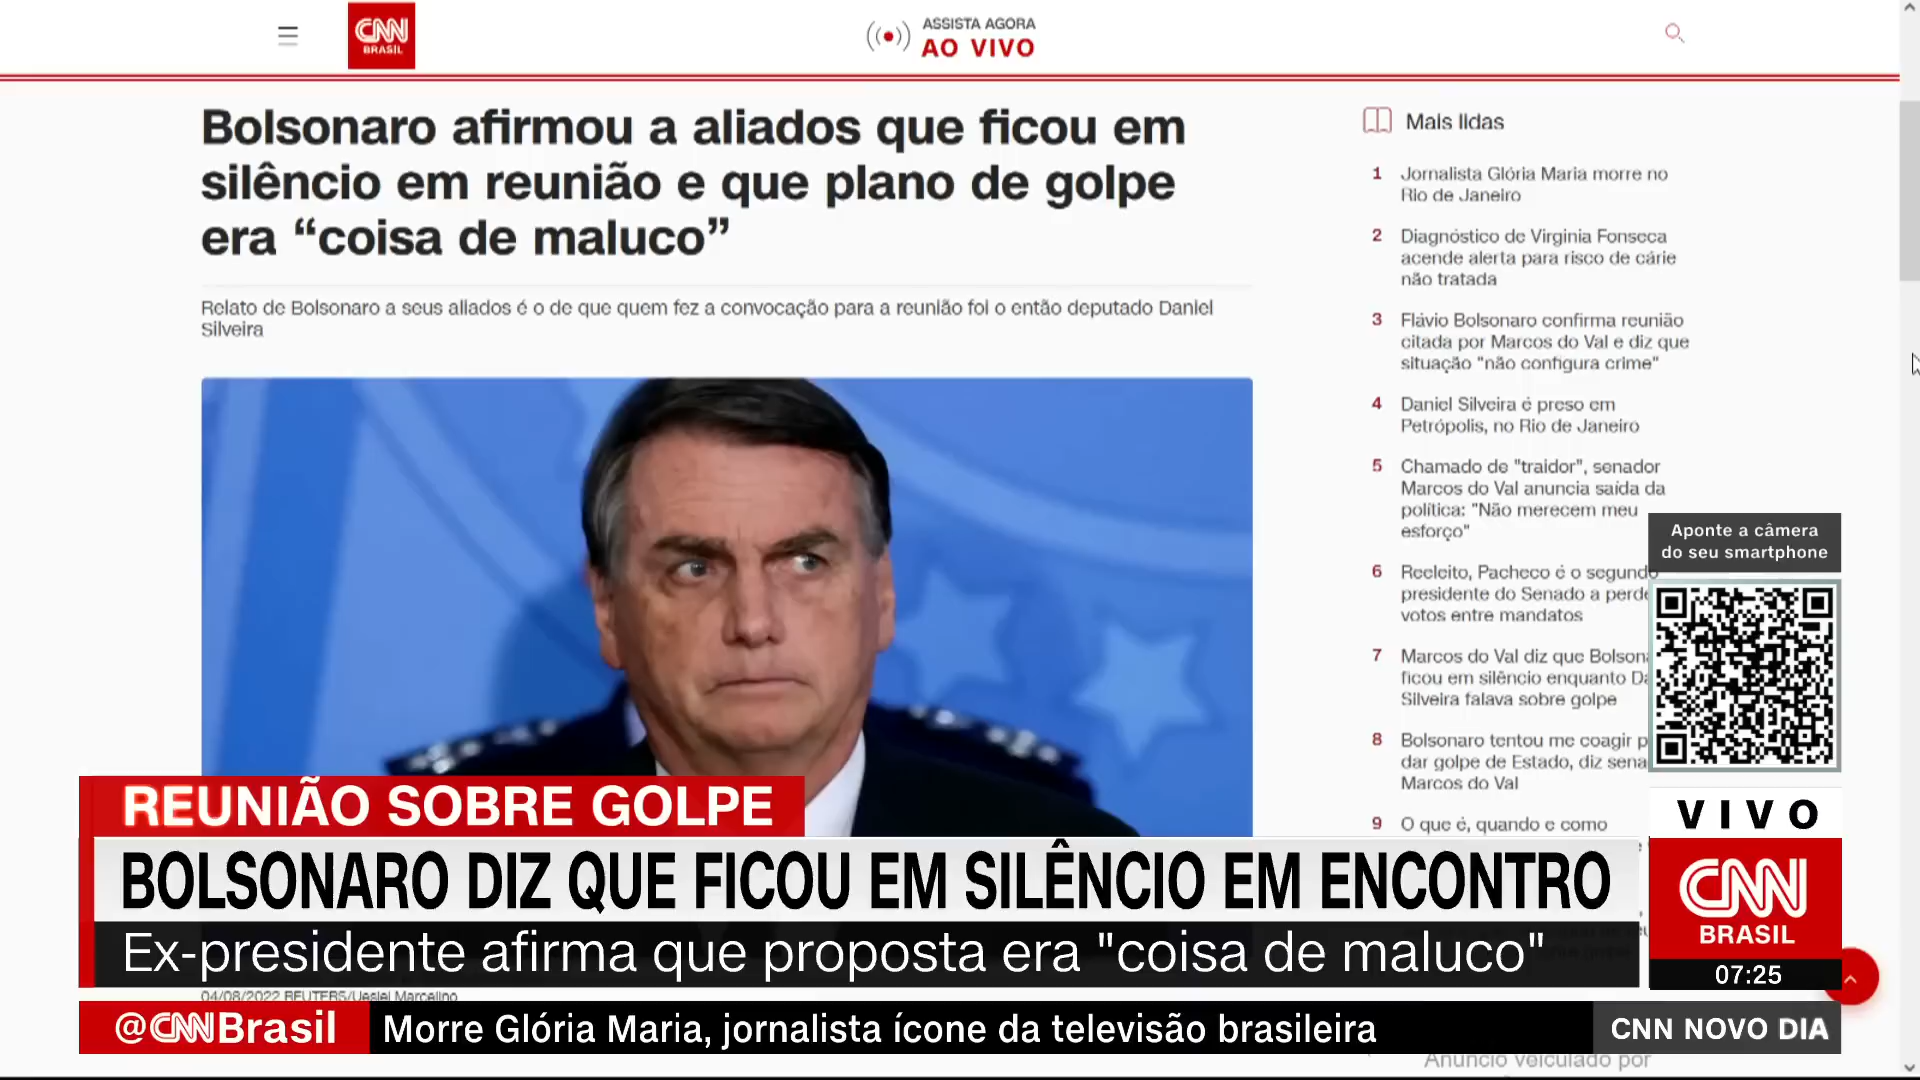 CNN
BRASIL
ASSISTA AGORA
AO VIVO
Bolsonaro afirmou a aliados que ficou em
silêncio em reunião e que plano de golpe
era “coisa de maluco”
Relato de Bolsonaro a seus aliados é o de que quem fez a convocação para a reunião foi o então deputado Daniel
Silveira
Mais lidas
1 Jornalista Glória Maria morre no
Rio de Janeiro
2 Diagnóstico de Virginia Fonseca
acende alerta para risco de cárie
não tratada
3 Flávio Bolsonaro confirma reunião
citada por Marcos do Val e diz que
situação "não configura crime"
4 Daniel Silveira é preso em
Petrópolis, no Rio de Janeiro
5 Chamado de "traidor", senador
Marcos do Val anuncia saída da
política: "Não merecem meu
esforço"
6 Reeleito, Pacheco é o segundo
presidente do Senado a perde
votos entre mandatos
7 Marcos do Val diz que Bolsona
ficou em silêncio enquanto Da
Silveira falava sobre golpe
8 Bolsonaro tentou me coagir p
dar golpe de Estado, diz sena
Marcos do Val
9 O que é, quando e como
Aponte a câmera
do seu smartphone
REUNIÃO SOBRE GOLPE
BOLSONARO DIZ QUE FICOU EM SILÊNCIO EM ENCONTRO
Ex-presidente afirma que proposta era "coisa de maluco"
VIVO
CNN
BRASIL
07:25
04/08/2022 REUTERS/Ueslei Marcelino
@CNNBrasil
Morre Glória Maria, jornalista ícone da televisão brasileira
CNN NOVO DIA
Anúncio veiculado por